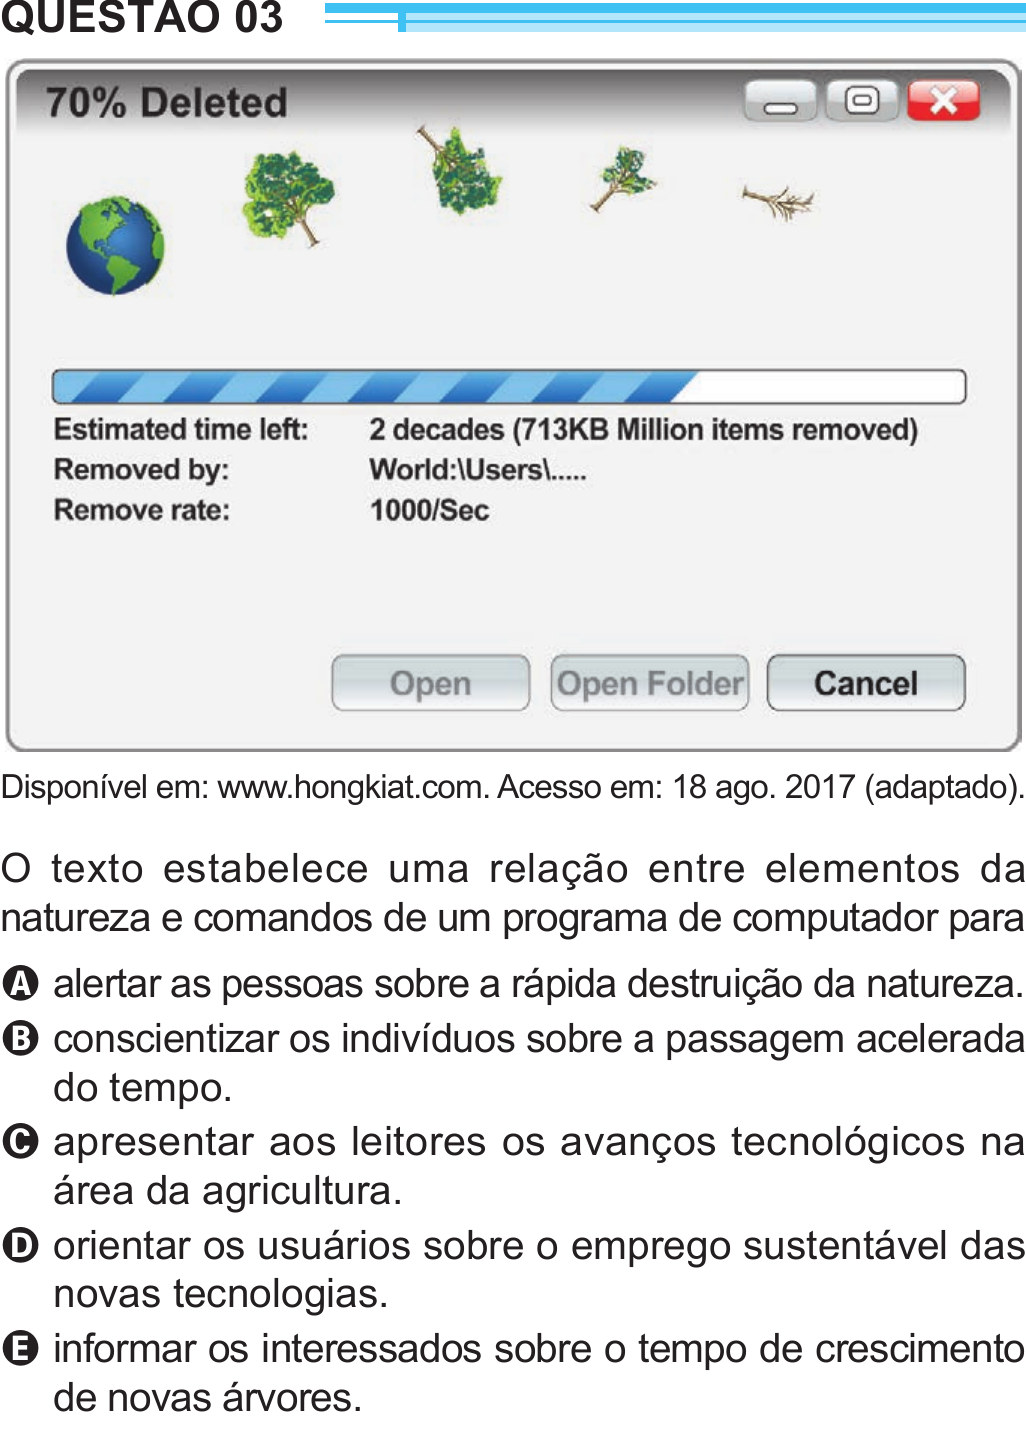 QUESTÃO 03
70% Deleted
Estimated time left: 2 decades (713KB Million items removed)
Removed by: World:\Users\.....
Remove rate: 1000/Sec
Open Open Folder Cancel
Disponível em: www.hongkiat.com. Acesso em: 18 ago. 2017 (adaptado).
O texto estabelece uma relação entre elementos da
natureza e comandos de um programa de computador para
A alertar as pessoas sobre a rápida destruição da natureza.
B conscientizar os indivíduos sobre a passagem acelerada
do tempo.
C apresentar aos leitores os avanços tecnológicos na
área da agricultura.
D orientar os usuários sobre o emprego sustentável das
novas tecnologias.
E informar os interessados sobre o tempo de crescimento
de novas árvores.